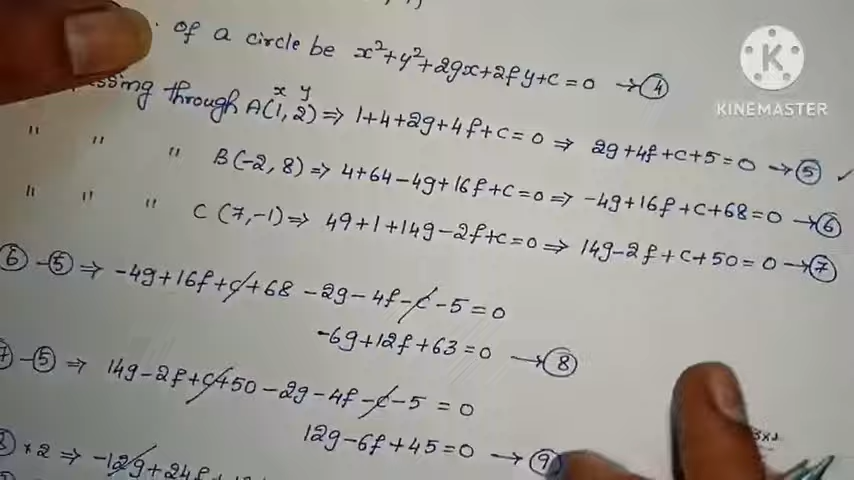 of a circle be x²+y²+2gx+2fy+c=0 → ④
x y
through A(1,2) ⇒ 1+4+2g+4f+c=0 ⇒ 2g+4f+c+5=0 → ⑤ ✓
" " " B(-2,8) ⇒ 4+64-4g+16f+c=0 ⇒ -4g+16f+c+68=0 → ⑥
" " " C(7,-1) ⇒ 49+1+14g-2f+c=0 ⇒ 14g-2f+c+50=0 → ⑦
⑥-⑤ ⇒ -4g+16f+c+68-2g-4f-c-5=0
-6g+12f+63=0 → ⑧
⑦-⑤ ⇒ 14g-2f+c+50-2g-4f-c-5=0
12g-6f+45=0 → ⑨
×2 ⇒ -12g+24f+
KINEMASTER